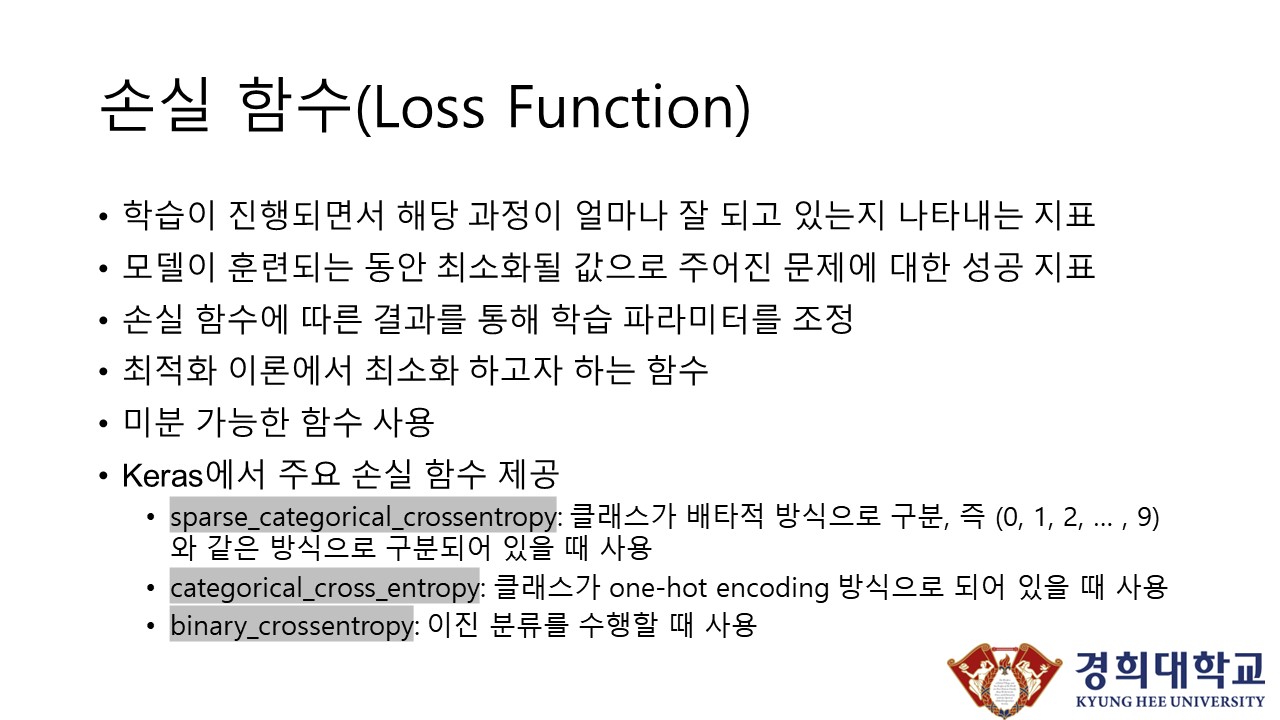 손실 함수(Loss Function)
• 학습이 진행되면서 해당 과정이 얼마나 잘 되고 있는지 나타내는 지표
• 모델이 훈련되는 동안 최소화될 값으로 주어진 문제에 대한 성공 지표
• 손실 함수에 따른 결과를 통해 학습 파라미터를 조정
• 최적화 이론에서 최소화 하고자 하는 함수
• 미분 가능한 함수 사용
• Keras에서 주요 손실 함수 제공
• sparse_categorical_crossentropy: 클래스가 배타적 방식으로 구분, 즉 (0, 1, 2, ... , 9)
와 같은 방식으로 구분되어 있을 때 사용
• categorical_cross_entropy: 클래스가 one-hot encoding 방식으로 되어 있을 때 사용
• binary_crossentropy: 이진 분류를 수행할 때 사용
경희대학교
KYUNG HEE UNIVERSITY